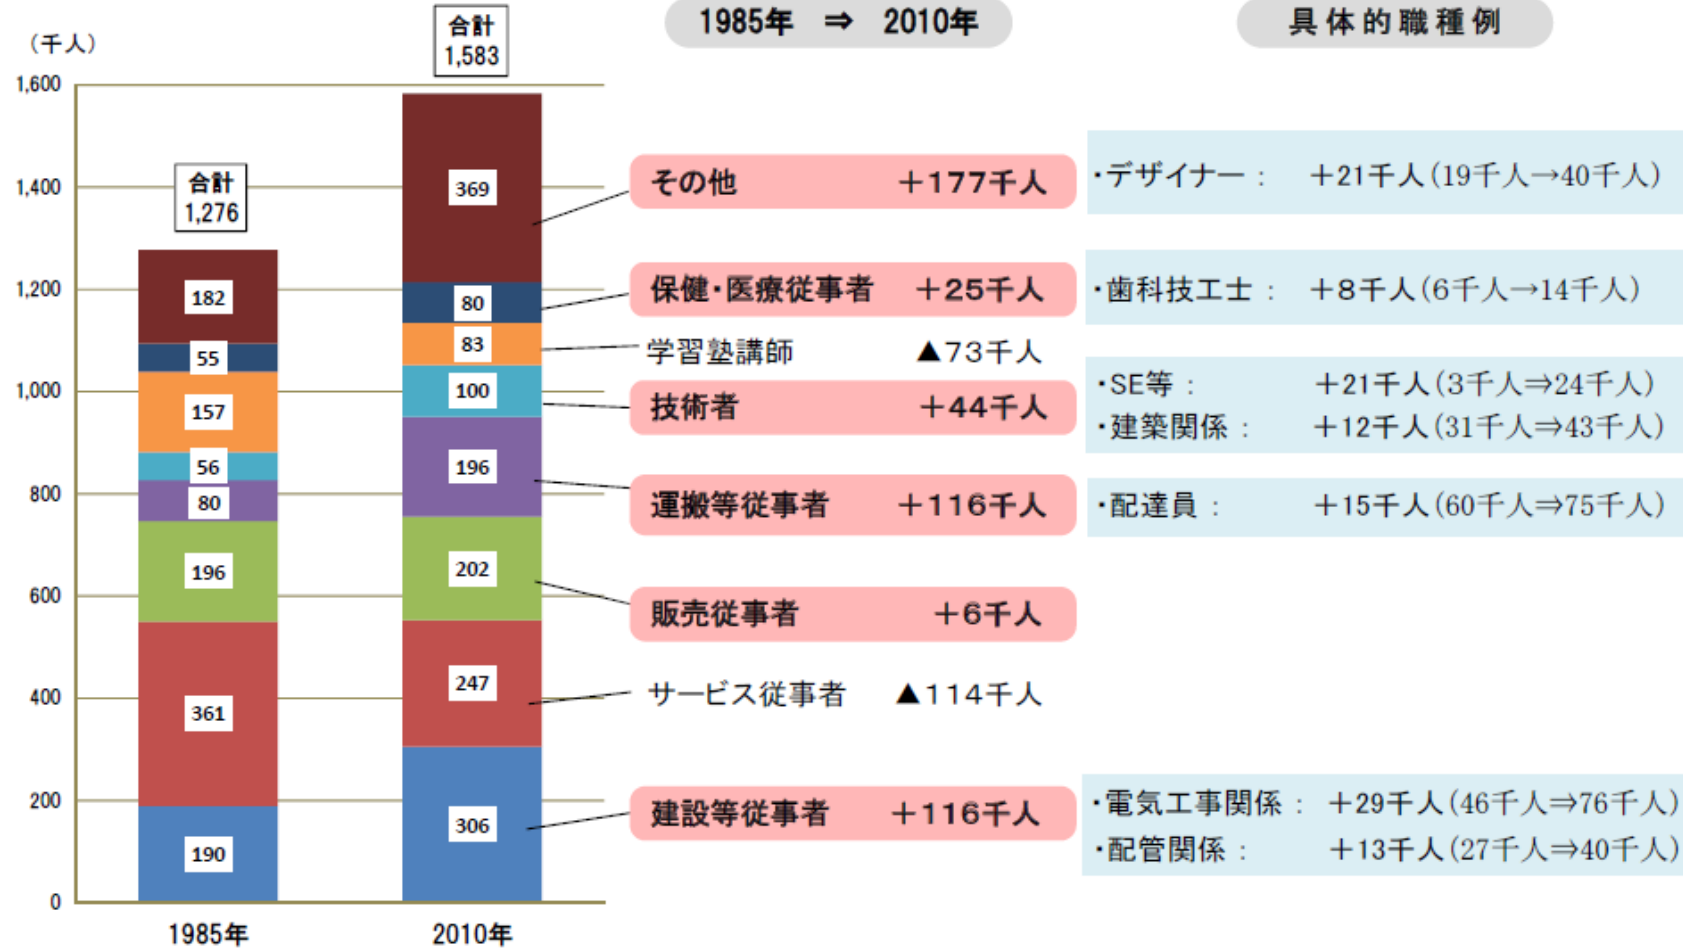 （千人）
1,600
1,400
1,200
1,000
800
600
400
200
0
合計
1,276
182
55
157
56
80
196
361
190
1985年
合計
1,583
369
80
83
100
196
202
247
306
2010年
1985年 ⇒ 2010年
その他 ＋177千人
保健・医療従事者 ＋25千人
学習塾講師 ▲73千人
技術者 ＋44千人
運搬等従事者 ＋116千人
販売従事者 ＋6千人
サービス従事者 ▲114千人
建設等従事者 ＋116千人
具体的職種例
・デザイナー： ＋21千人（19千人→40千人）
・歯科技工士： ＋8千人（6千人→14千人）
・SE等： ＋21千人（3千人⇒24千人）
・建築関係： ＋12千人（31千人⇒43千人）
・配達員： ＋15千人（60千人⇒75千人）
・電気工事関係： ＋29千人（46千人⇒76千人）
・配管関係： ＋13千人（27千人⇒40千人）